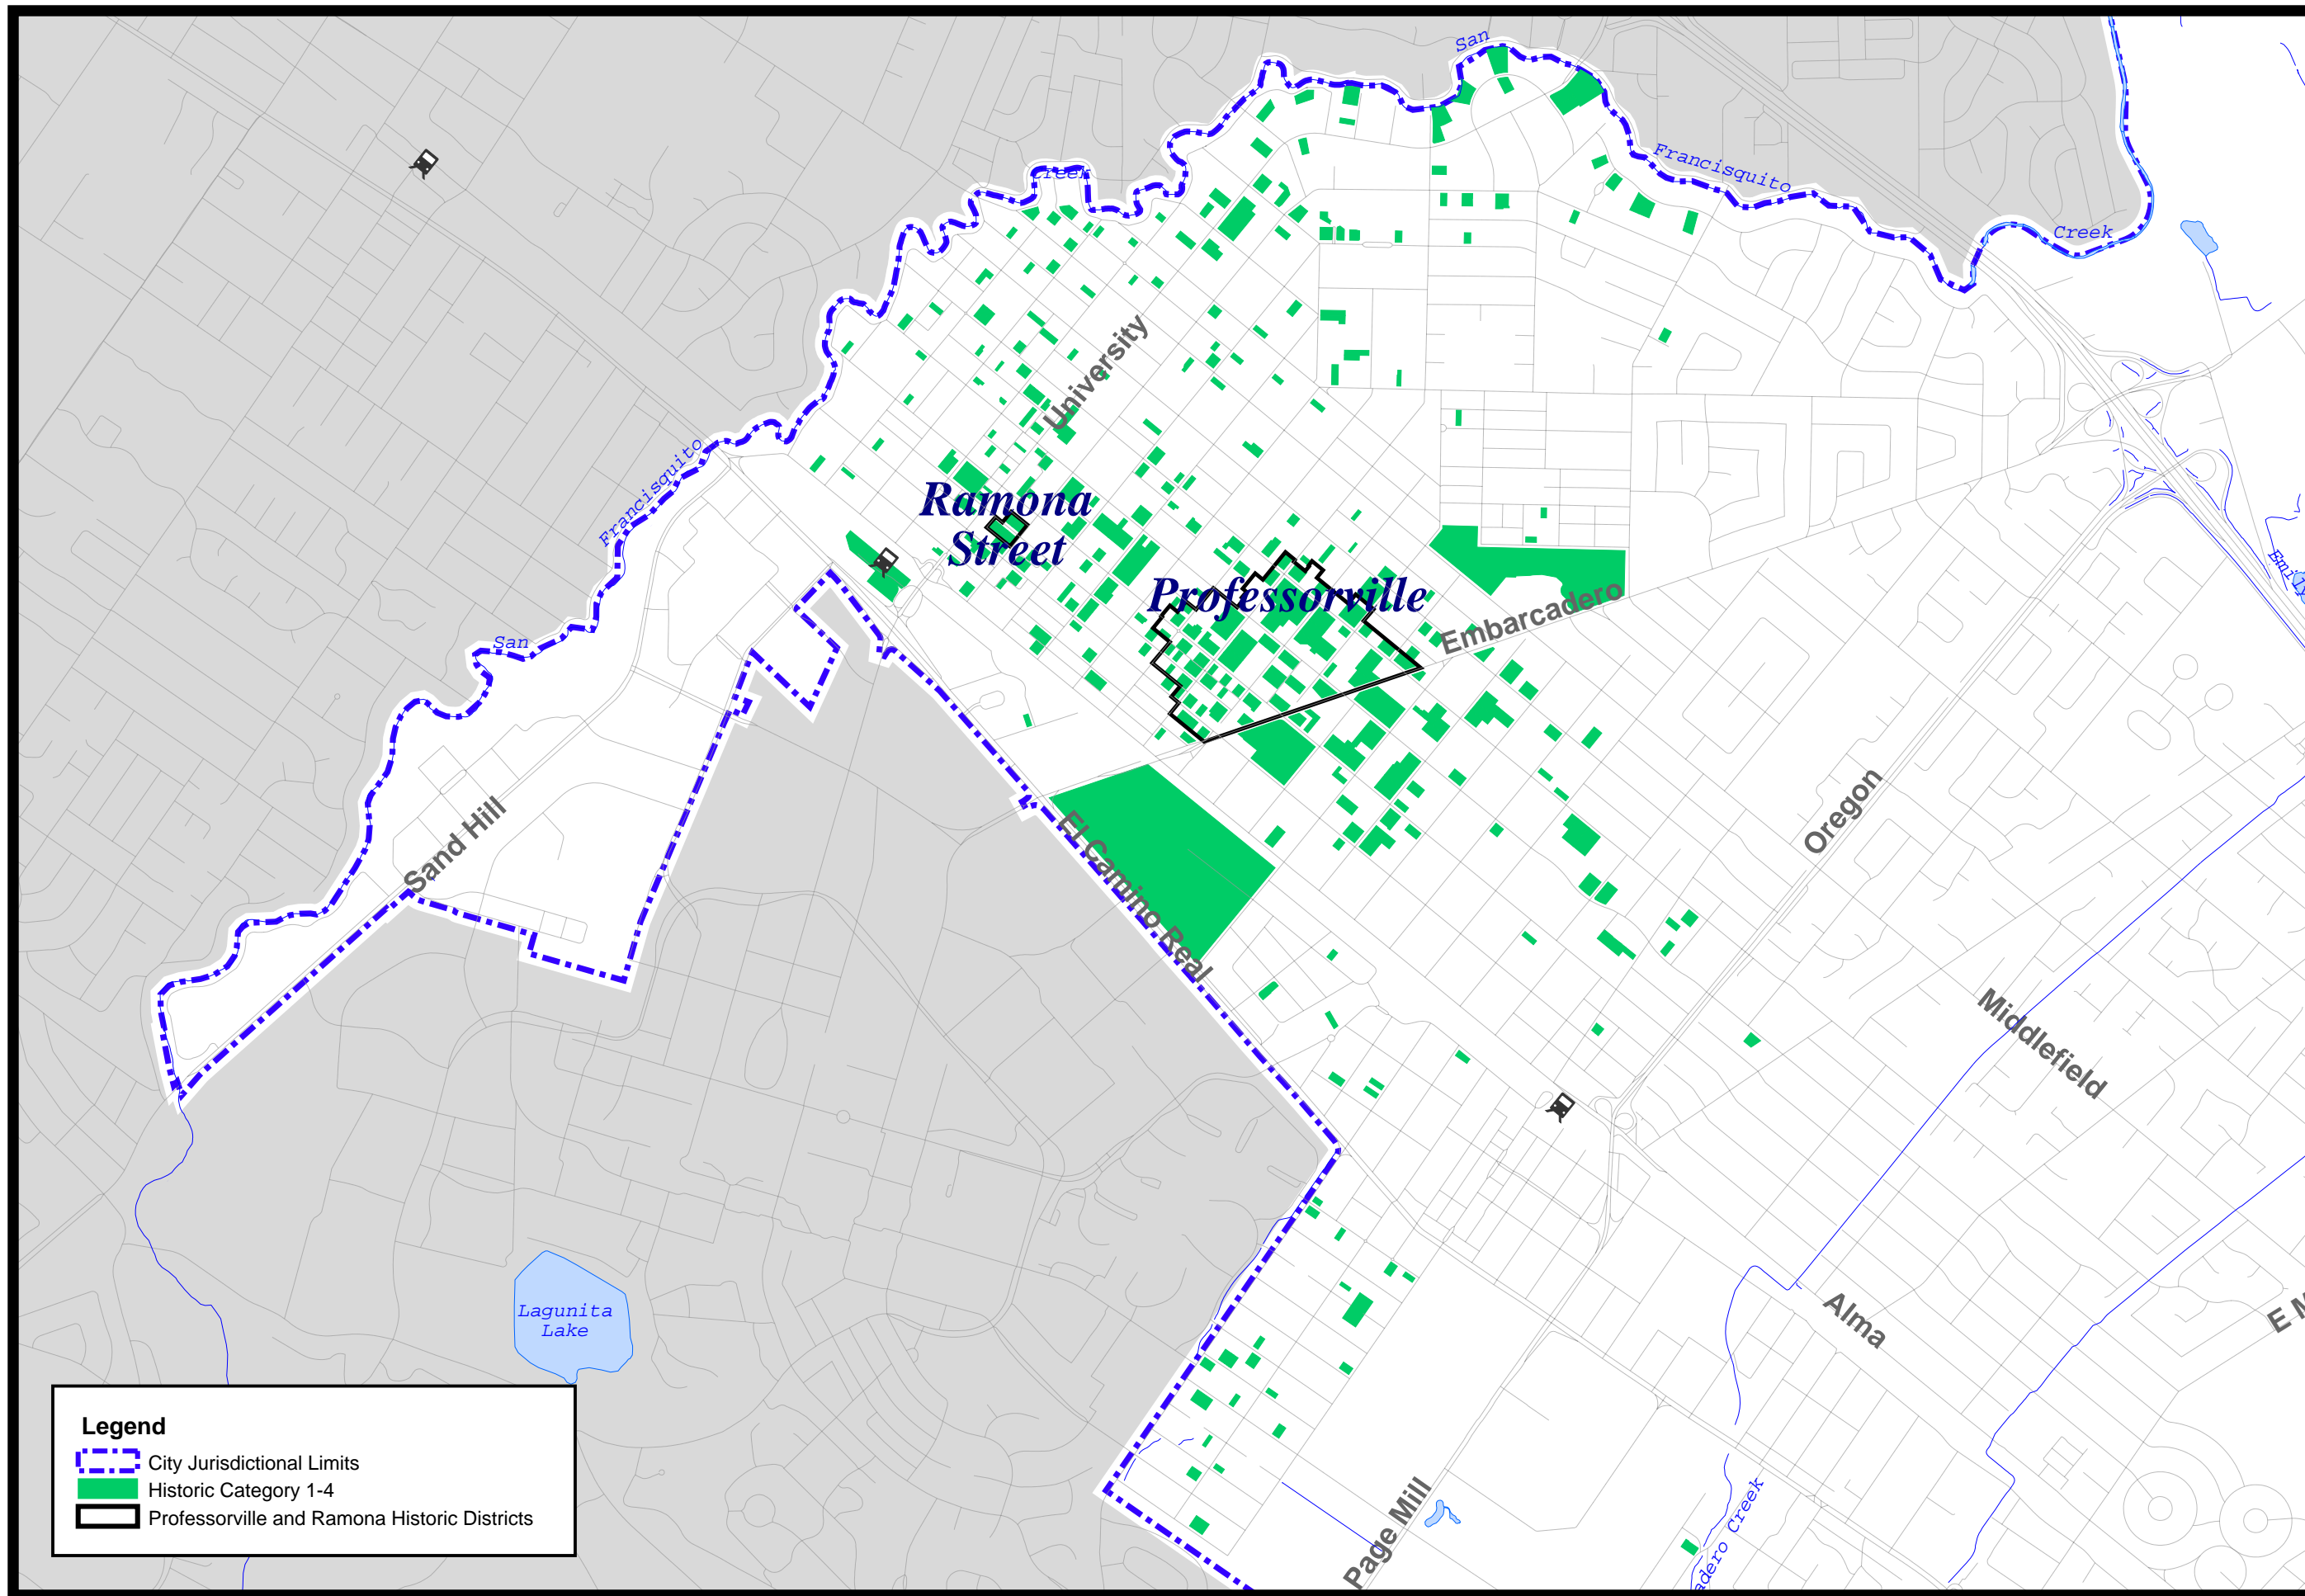 San
Francisquito
Creek
Creek
University
Francisquito
Ramona
Street
Professorville
Embarcadero
San
Sand Hill
El Camino Real
Oregon
Middlefield
Alma
Lagunita
Lake
Page Mill
Creek
Legend
City Jurisdictional Limits
Historic Category 1-4
Professorville and Ramona Historic Districts